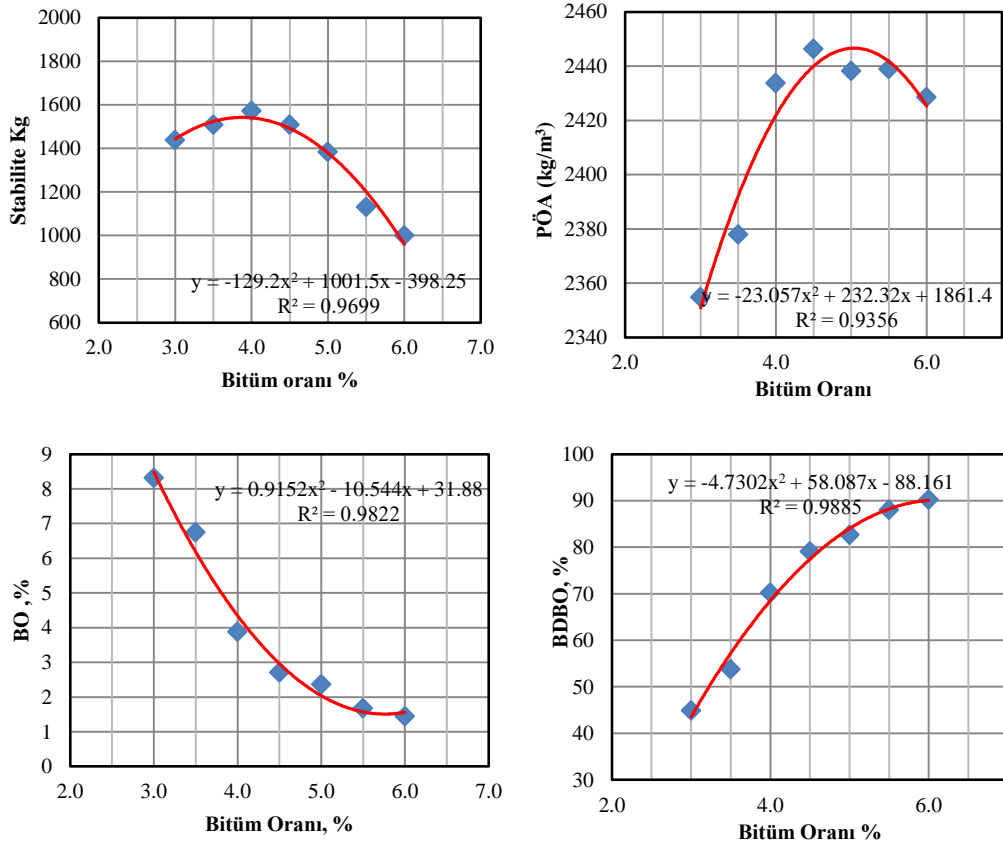 2000
1800
1600
1400
1200
1000
800
600
Stabilite Kg
y = -129.2x² + 1001.5x - 398.25
R² = 0.9699
2.0 3.0 4.0 5.0 6.0 7.0
Bitüm oranı %
2460
2440
2420
2400
2380
2360
2340
PÖA (kg/m³)
y = -23.057x² + 232.32x + 1861.4
R² = 0.9356
2.0 4.0 6.0
Bitüm Oranı
9
8
7
6
5
4
3
2
1
0
BO ,%
y = 0.9152x² - 10.544x + 31.88
R² = 0.9822
2.0 3.0 4.0 5.0 6.0 7.0
Bitüm Oranı, %
100
90
80
70
60
50
40
30
BDBO, %
y = -4.7302x² + 58.087x - 88.161
R² = 0.9885
2.0 4.0 6.0
Bitüm Oranı %